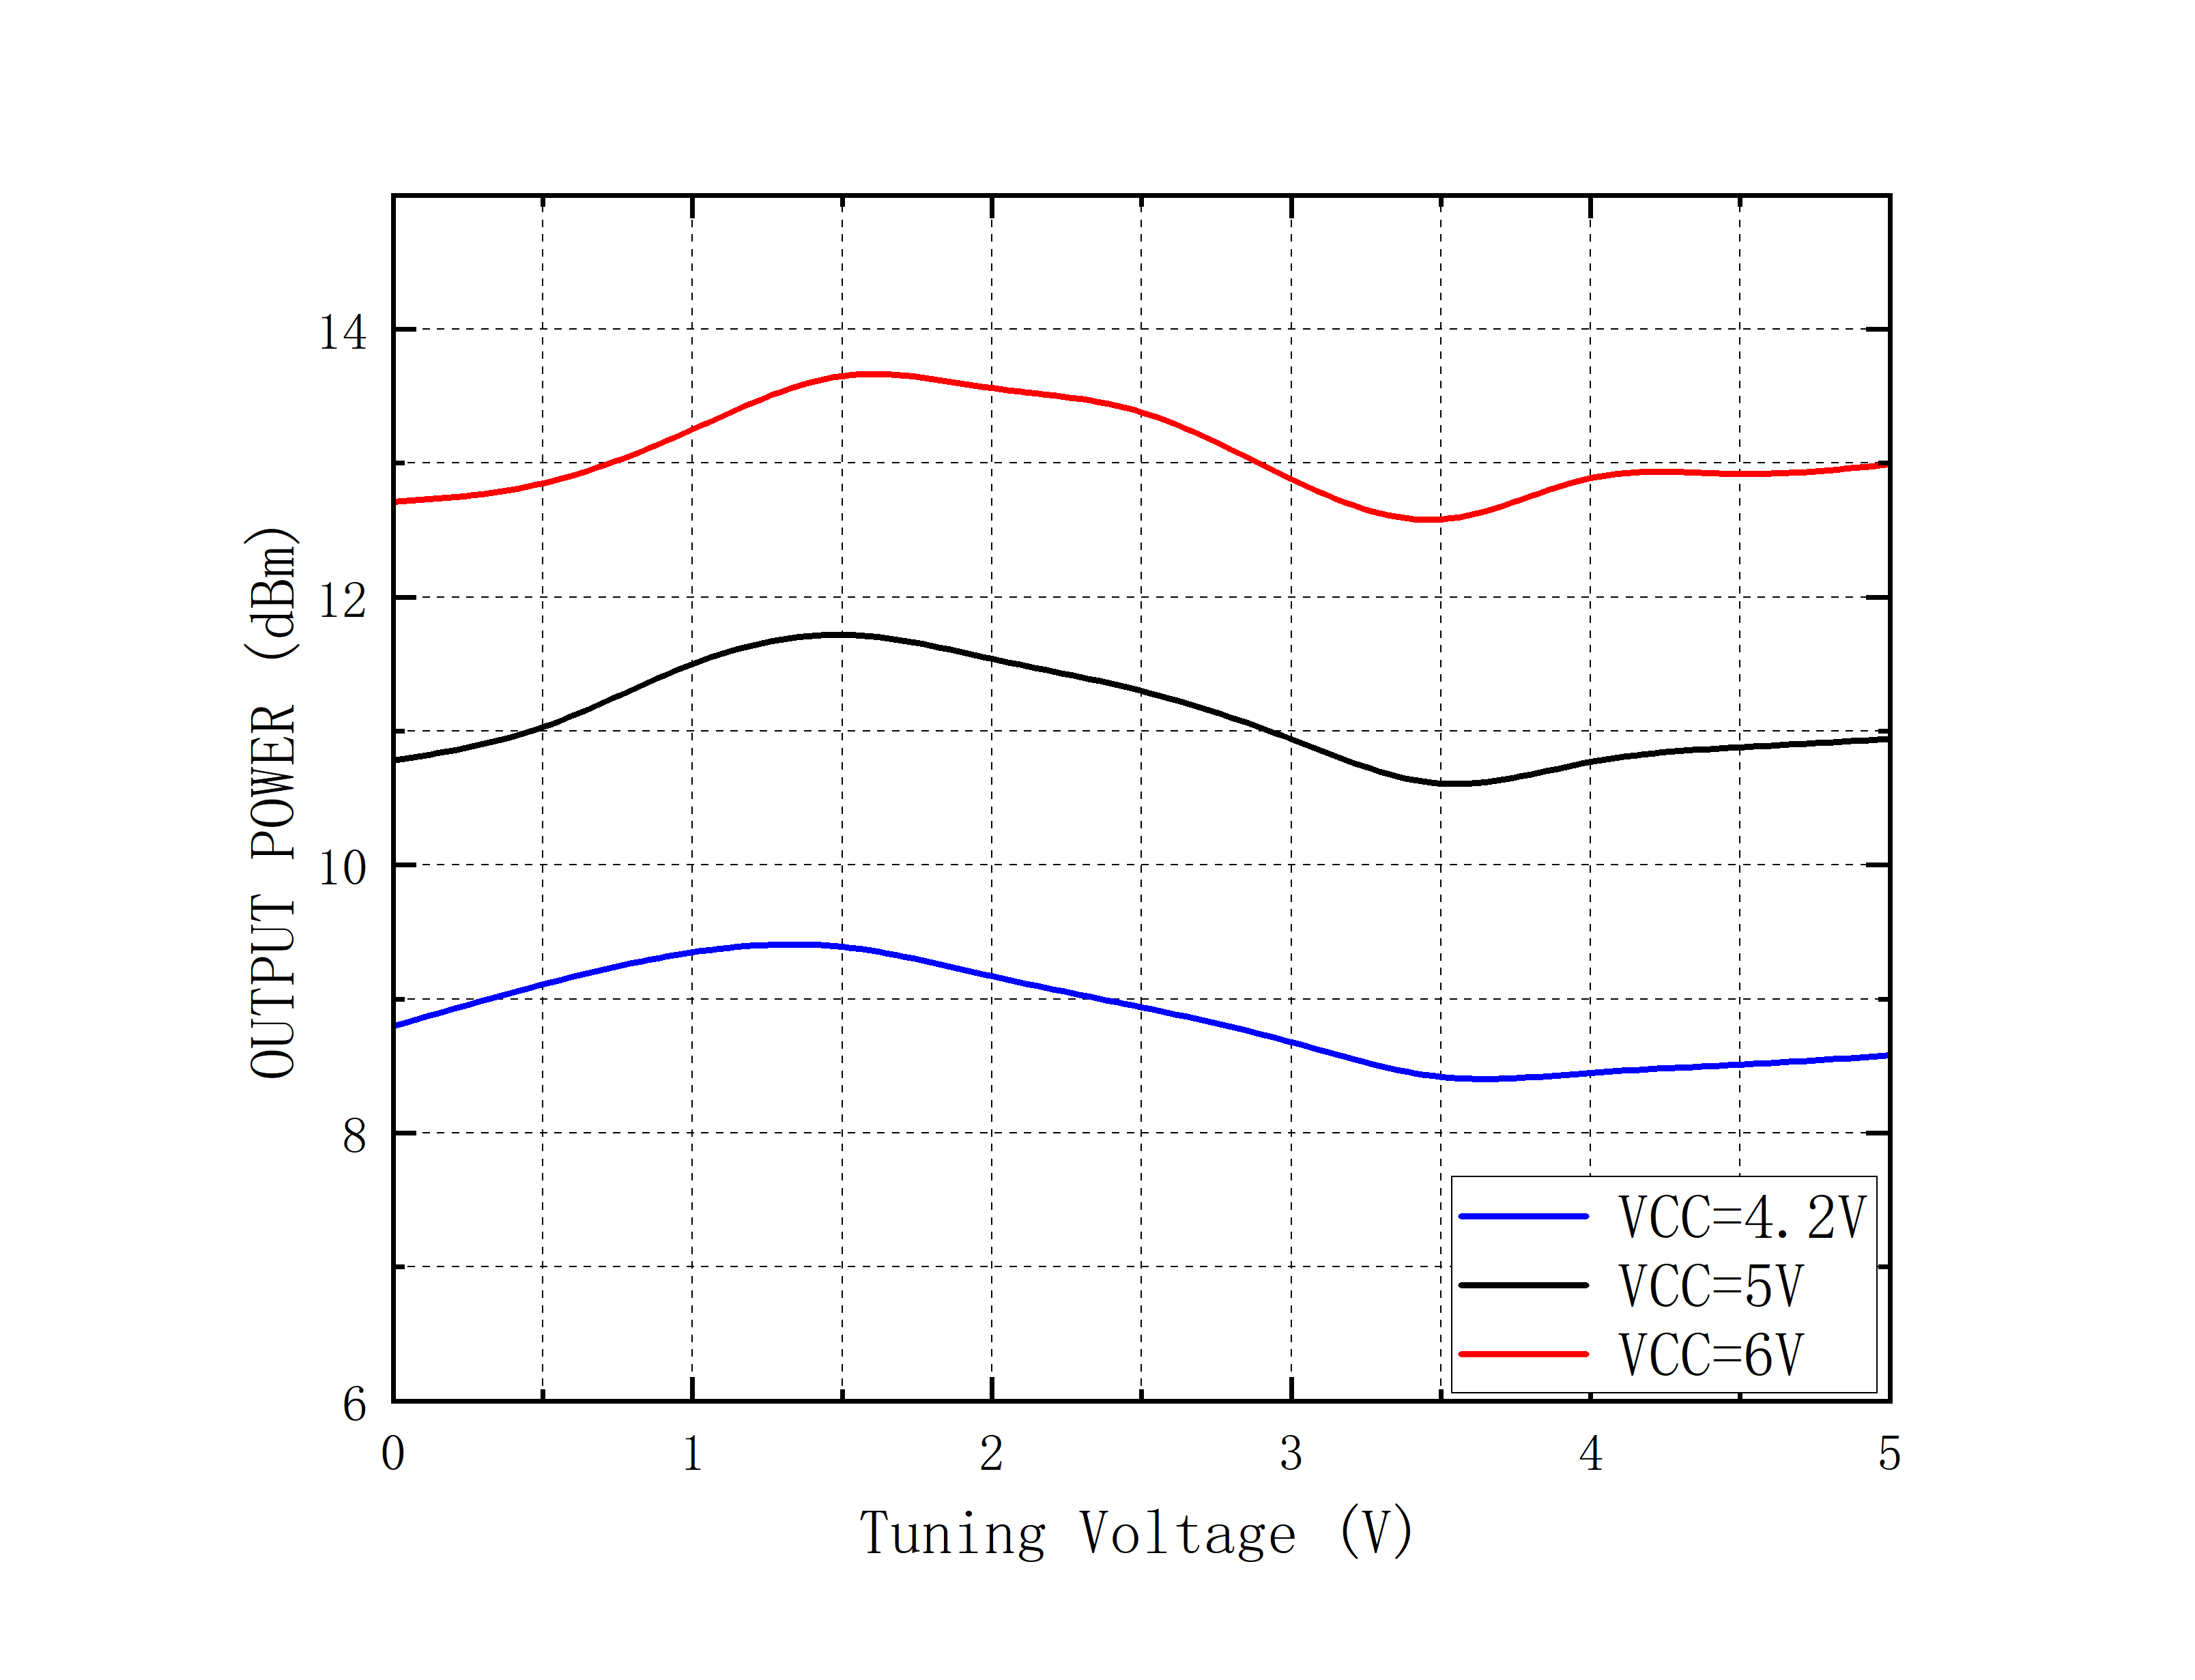 14
12
10
8
6
OUTPUT POWER (dBm)
0 1 2 3 4 5
Tuning Voltage (V)
VCC=4.2V
VCC=5V
VCC=6V